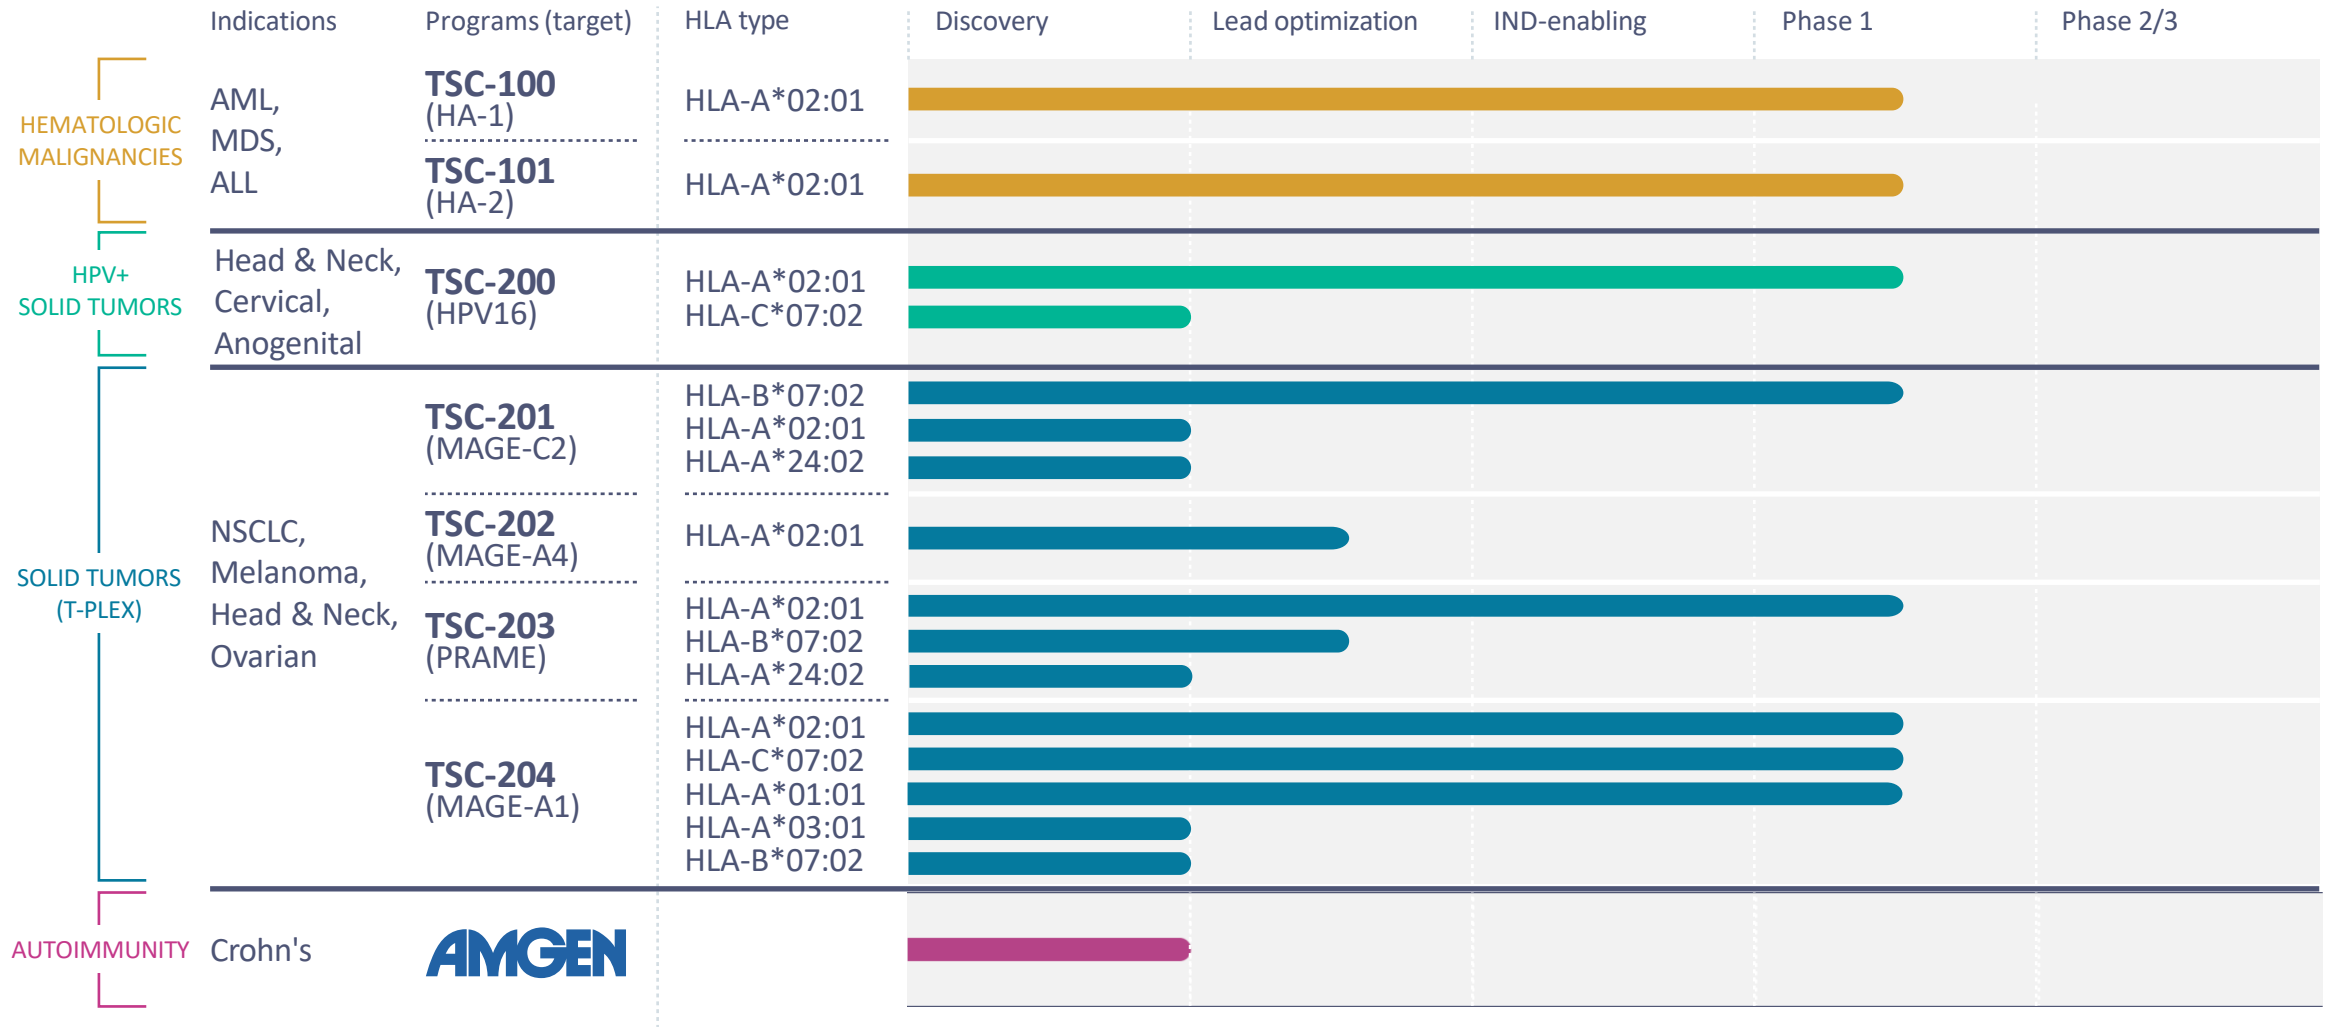 Indications
Programs (target)
HLA type
Discovery
Lead optimization
IND-enabling
Phase 1
Phase 2/3
HEMATOLOGIC
MALIGNANCIES
AML,
MDS,
ALL
TSC-100
(HA-1)
HLA-A*02:01
TSC-101
(HA-2)
HLA-A*02:01
HPV+
SOLID TUMORS
Head & Neck,
Cervical,
Anogenital
TSC-200
(HPV16)
HLA-A*02:01
HLA-C*07:02
SOLID TUMORS
(T-PLEX)
NSCLC,
Melanoma,
Head & Neck,
Ovarian
TSC-201
(MAGE-C2)
HLA-B*07:02
HLA-A*02:01
HLA-A*24:02
TSC-202
(MAGE-A4)
HLA-A*02:01
TSC-203
(PRAME)
HLA-A*02:01
HLA-B*07:02
HLA-A*24:02
TSC-204
(MAGE-A1)
HLA-A*02:01
HLA-C*07:02
HLA-A*01:01
HLA-A*03:01
HLA-B*07:02
AUTOIMMUNITY
Crohn's
AMGEN